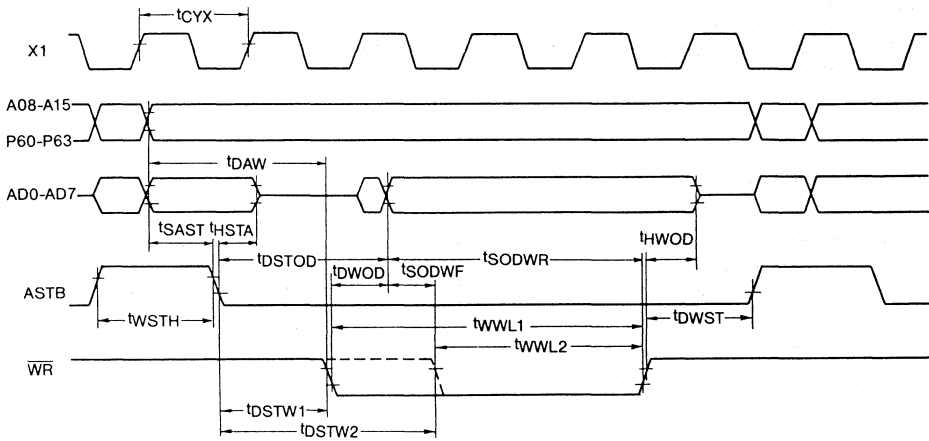 tCYX
X1
A08-A15
P60-P63
tDAW
AD0-AD7
tSAST tHSTA
tHWOD
tDSTOD
tSODWR
tDWOD tSODWF
ASTB
tWSTH
tWWL1
tDWST
tWWL2
WR
tDSTW1
tDSTW2